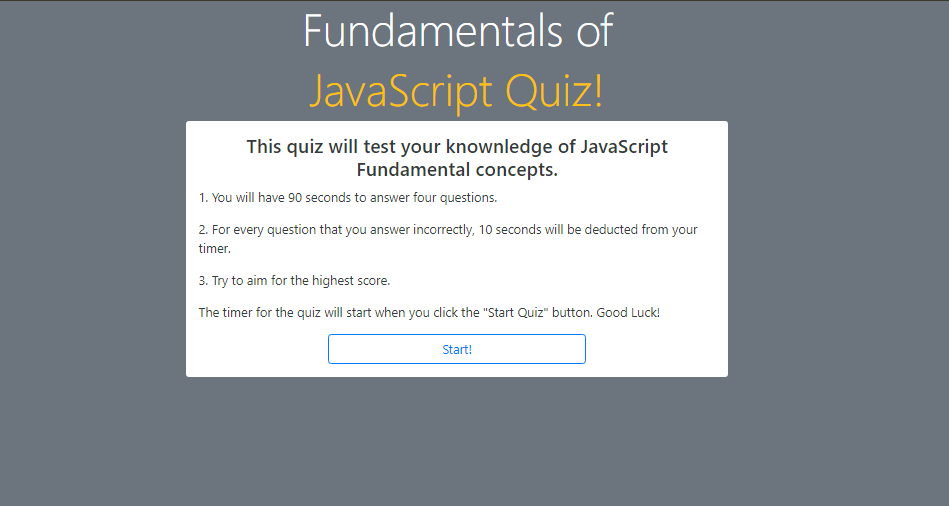 Fundamentals of
JavaScript Quiz!
This quiz will test your knownledge of JavaScript
Fundamental concepts.
1. You will have 90 seconds to answer four questions.
2. For every question that you answer incorrectly, 10 seconds will be deducted from your
timer.
3. Try to aim for the highest score.
The timer for the quiz will start when you click the "Start Quiz" button. Good Luck!
Start!